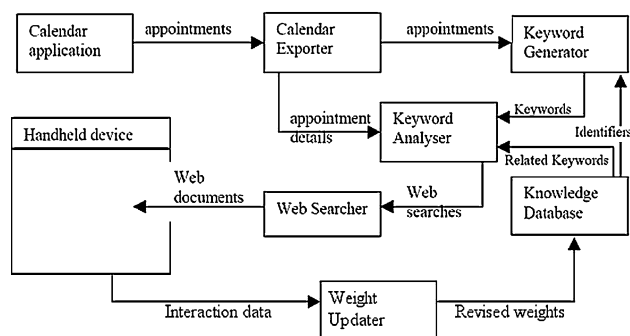 Calendar
application
appointments
Calendar
Exporter
appointments
Keyword
Generator
Keywords
Identifiers
appointment
details
Keyword
Analyser
Related Keywords
Handheld device
Web
documents
Web Searcher
Web
searches
Knowledge
Database
Interaction data
Weight
Updater
Revised weights